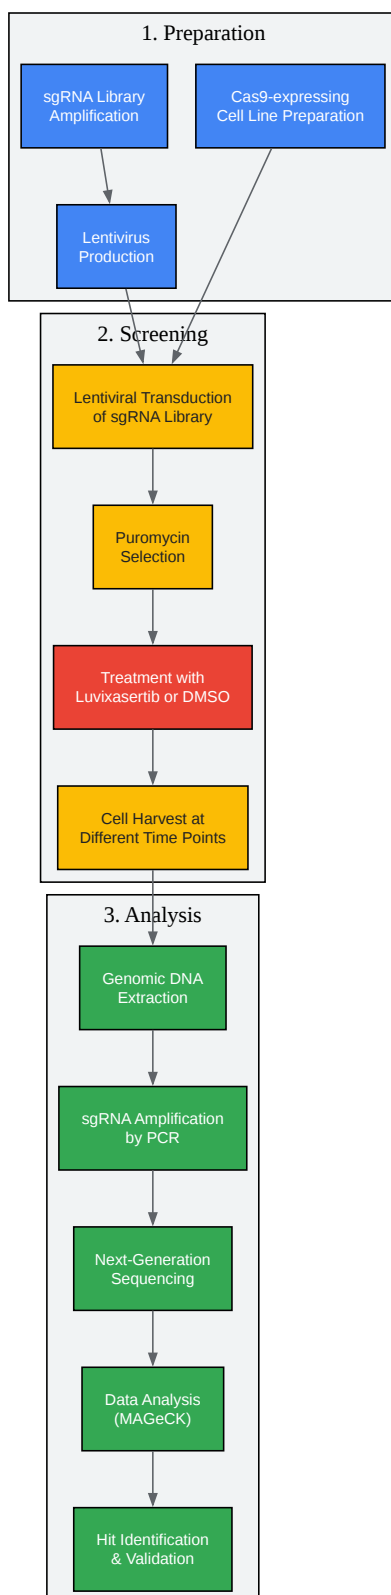 1. Preparation
sgRNA Library
Amplification
Cas9-expressing
Cell Line Preparation
Lentivirus
Production
2. Screening
Lentiviral Transduction
of sgRNA Library
Puromycin
Selection
Treatment with
Luvixasertib or DMSO
Cell Harvest at
Different Time Points
3. Analysis
Genomic DNA
Extraction
sgRNA Amplification
by PCR
Next-Generation
Sequencing
Data Analysis
(MAGeCK)
Hit Identification
& Validation